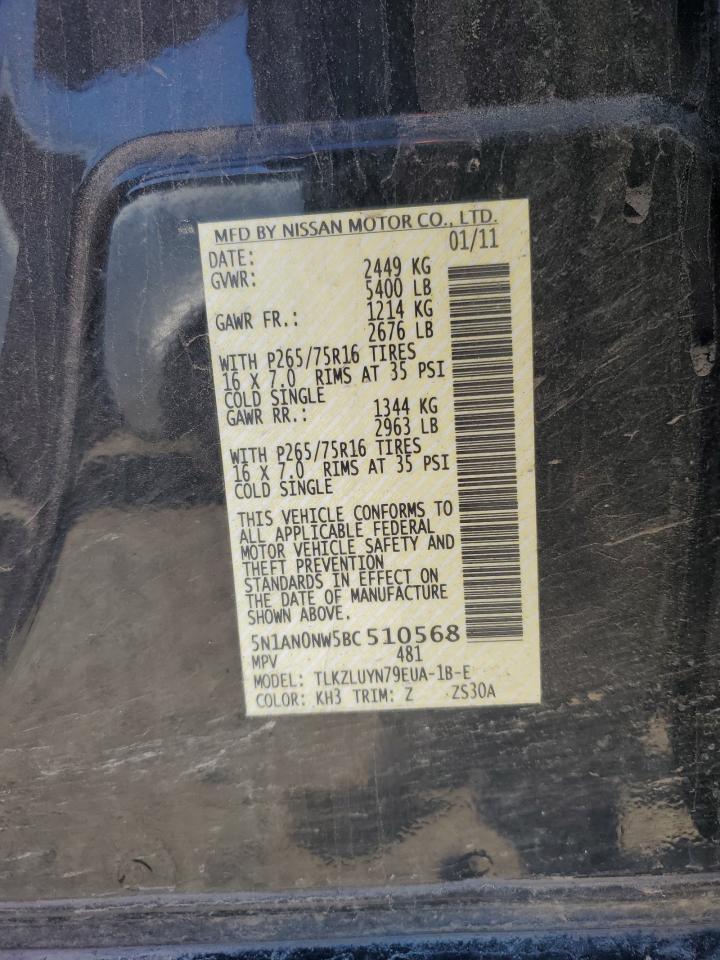 MFD BY NISSAN MOTOR CO., LTD.
DATE: 01/11
GVWR: 2449 KG
5400 LB
GAWR FR.: 1214 KG
2676 LB
WITH P265/75R16 TIRES
16 X 7.0 RIMS AT 35 PSI
COLD SINGLE
GAWR RR.: 1344 KG
2963 LB
WITH P265/75R16 TIRES
16 X 7.0 RIMS AT 35 PSI
COLD SINGLE
THIS VEHICLE CONFORMS TO
ALL APPLICABLE FEDERAL
MOTOR VEHICLE SAFETY AND
THEFT PREVENTION
STANDARDS IN EFFECT ON
THE DATE OF MANUFACTURE
SHOWN ABOVE.
5N1AN0NW5BC 510568
MPV 481
MODEL: TLKZLUYN79EUA-1B-E
COLOR: KH3 TRIM: Z ZS30A